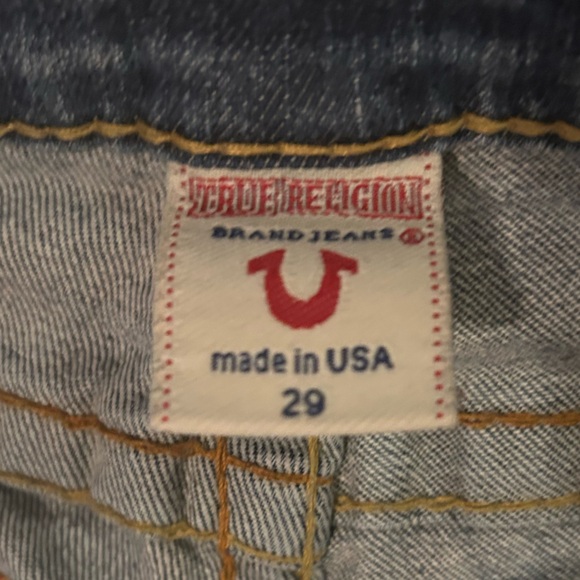 TRUE RELIGION
BRAND JEANS ®
made in USA
29